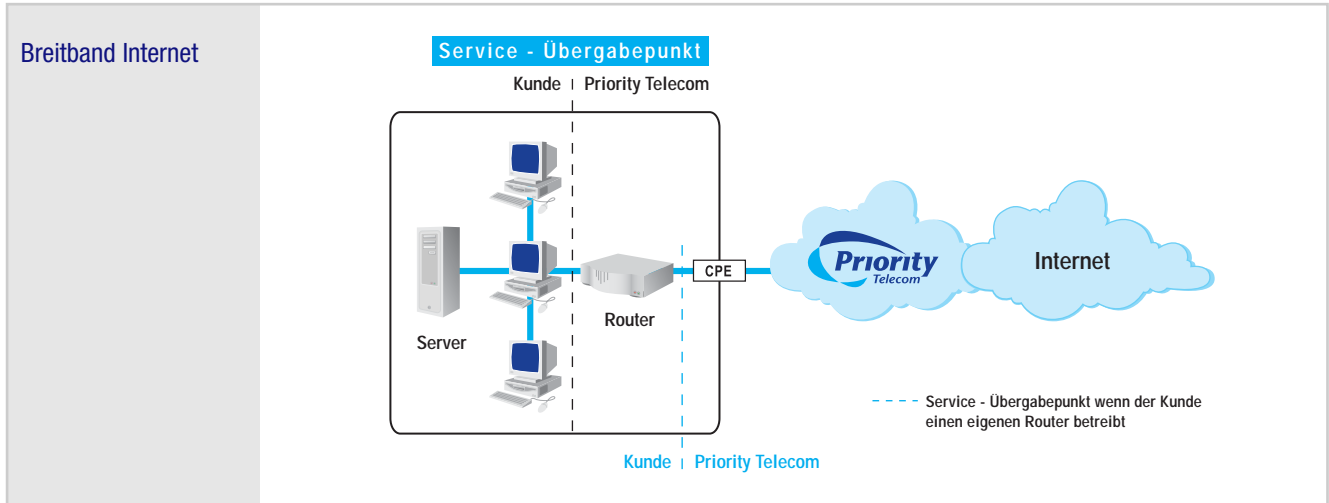 Breitband Internet
Service - Übergabepunkt
Kunde
Priority Telecom
Server
Router
CPE
Priority
Telecom
Internet
Service - Übergabepunkt wenn der Kunde
einen eigenen Router betreibt
Kunde
Priority Telecom